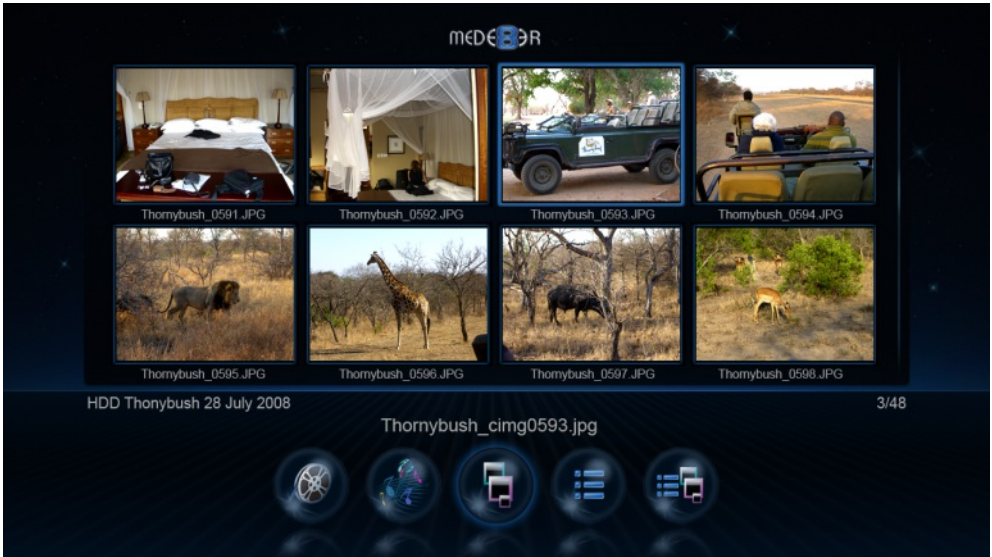 MEDE8ER
Thornybush_0591.JPG Thornybush_0592.JPG Thornybush_0593.JPG Thornybush_0594.JPG
Thornybush_0595.JPG Thornybush_0596.JPG Thornybush_0597.JPG Thornybush_0598.JPG
HDD Thonybush 28 July 2008 3/48
Thornybush_cimg0593.jpg